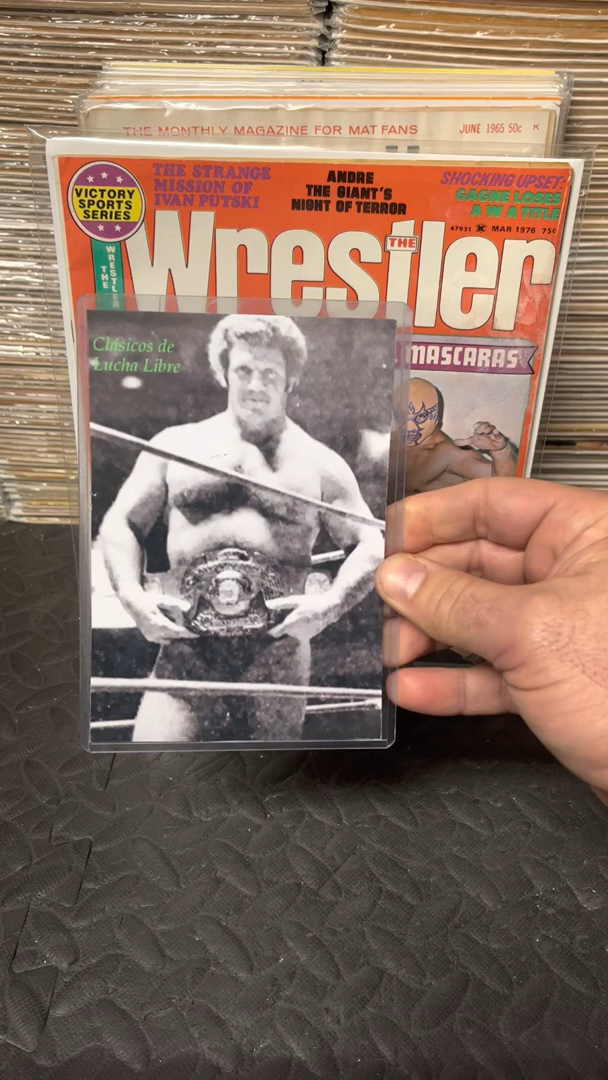 THE MONTHLY MAGAZINE FOR MAT FANS
JUNE 1965 50c K
VICTORY
SPORTS
SERIES
THE STRANGE
MISSION OF
IVAN PUTSKI
ANDRE
THE GIANT'S
NIGHT OF TERROR
SHOCKING UPSET:
GAGNE LOSES
A W A TITLE
47931 MAR 1976 75¢
THE WRESTLER
THE
Wrestler
MASCARAS
Clásicos de
Lucha Libre